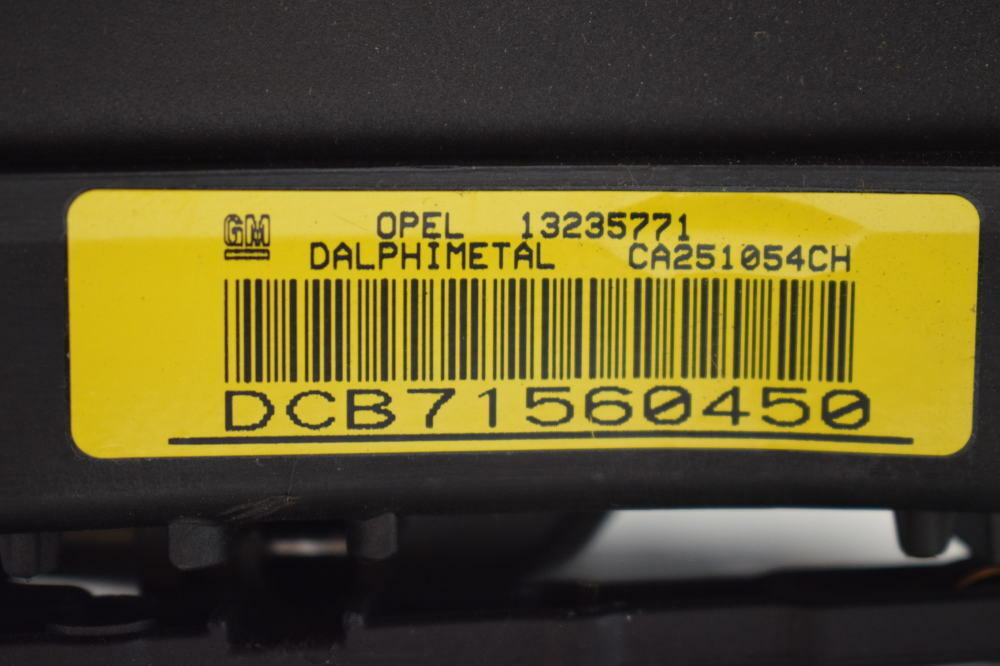 GM OPEL 13235771
DALPHIMETAL CA251054CH
DCB71560450